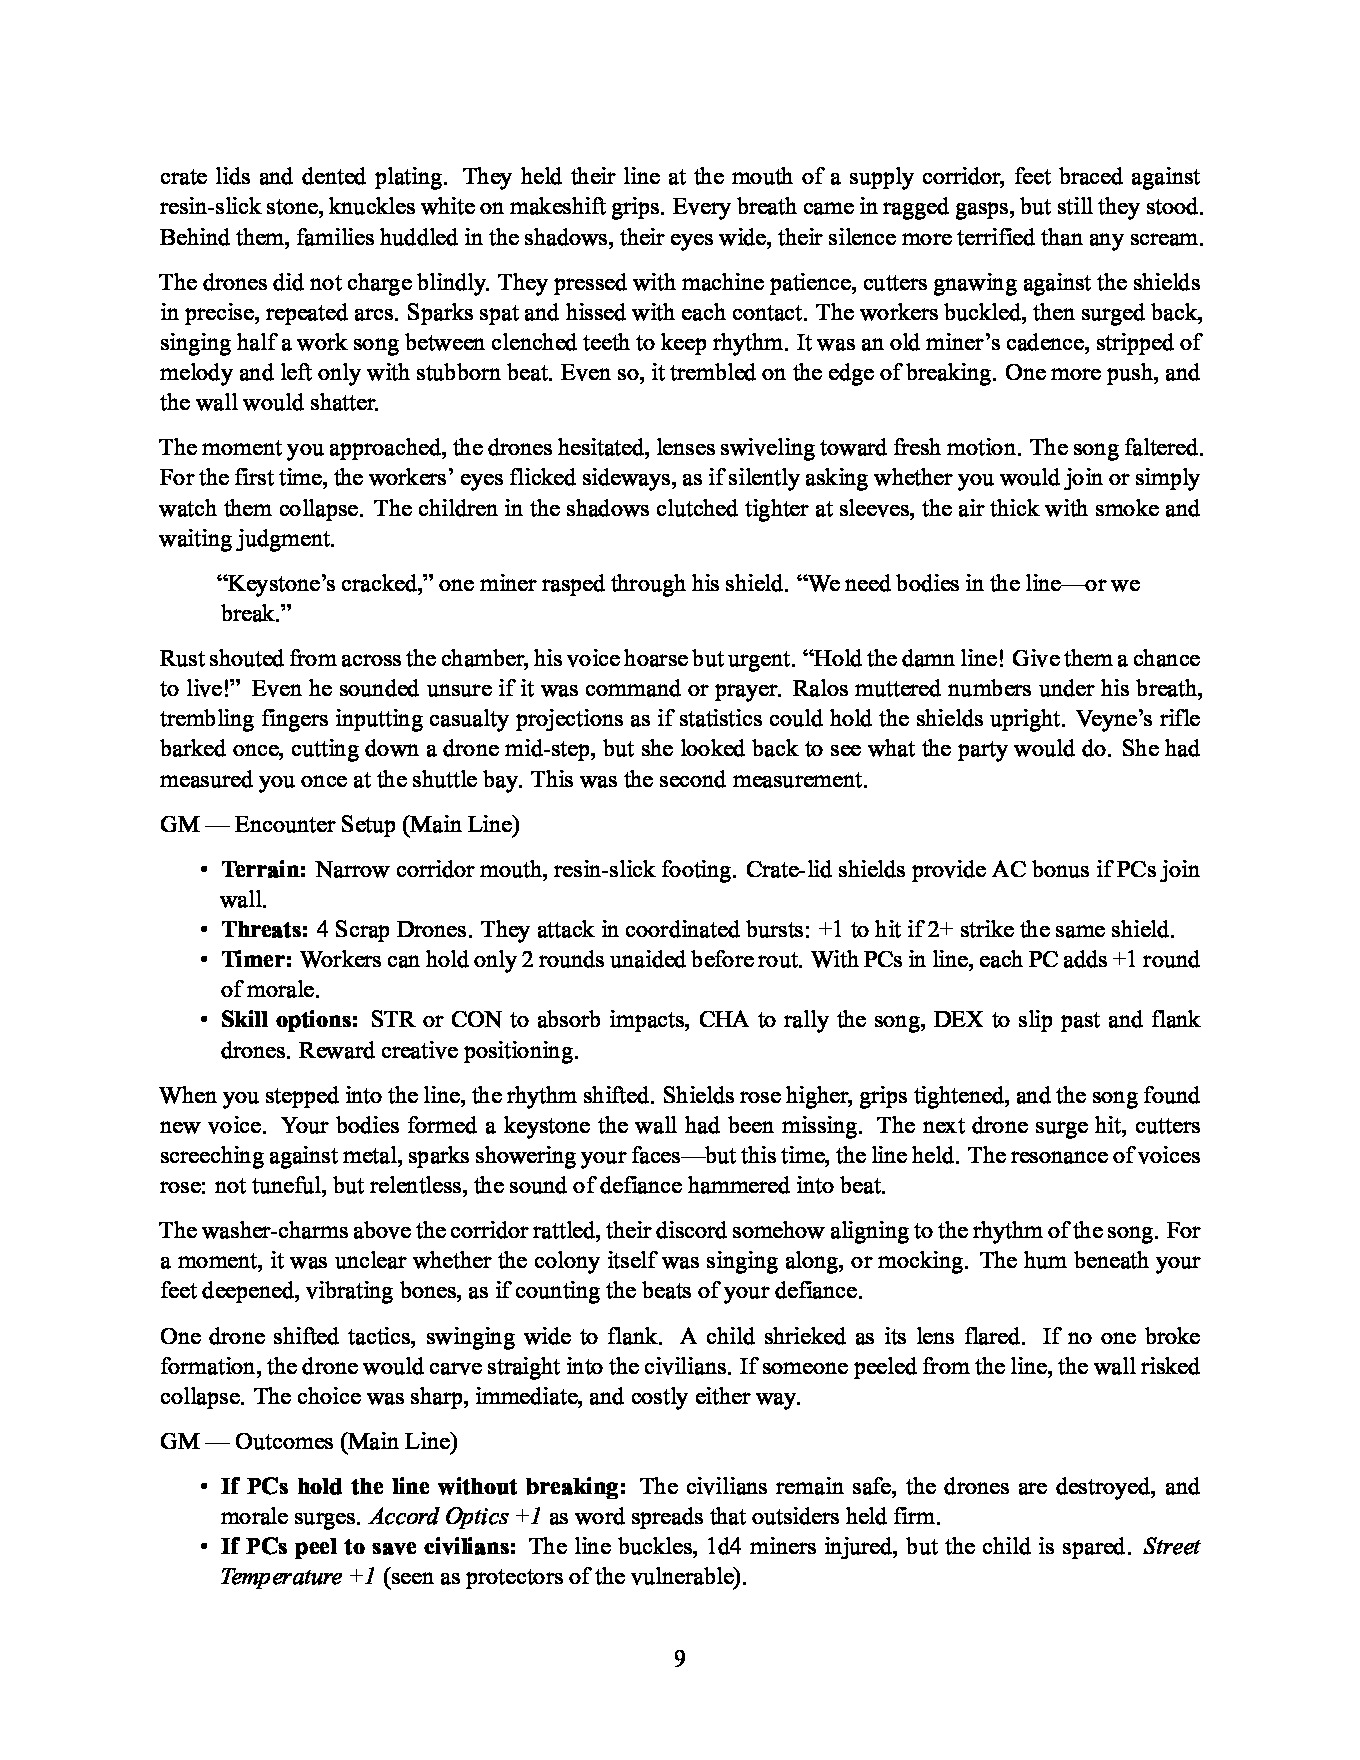 crate lids and dented plating. They held their line at the mouth of a supply corridor, feet braced against
resin-slick stone, knuckles white on makeshift grips. Every breath came in ragged gasps, but still they stood.
Behind them, families huddled in the shadows, their eyes wide, their silence more terrified than any scream.
The drones did not charge blindly. They pressed with machine patience, cutters gnawing against the shields
in precise, repeated arcs. Sparks spat and hissed with each contact. The workers buckled, then surged back,
singing half a work song between clenched teeth to keep rhythm. It was an old miner’s cadence, stripped of
melody and left only with stubborn beat. Even so, it trembled on the edge of breaking. One more push, and
the wall would shatter.
The moment you approached, the drones hesitated, lenses swiveling toward fresh motion. The song faltered.
For the first time, the workers’ eyes flicked sideways, as if silently asking whether you would join or simply
watch them collapse. The children in the shadows clutched tighter at sleeves, the air thick with smoke and
waiting judgment.
“Keystone’s cracked,” one miner rasped through his shield. “We need bodies in the line—or we
break.”
Rust shouted from across the chamber, his voice hoarse but urgent. “Hold the damn line! Give them a chance
to live!” Even he sounded unsure if it was command or prayer. Ralos muttered numbers under his breath,
trembling fingers inputting casualty projections as if statistics could hold the shields upright. Veyne’s rifle
barked once, cutting down a drone mid-step, but she looked back to see what the party would do. She had
measured you once at the shuttle bay. This was the second measurement.
GM — Encounter Setup (Main Line)
• Terrain: Narrow corridor mouth, resin-slick footing. Crate-lid shields provide AC bonus if PCs join
wall.
• Threats: 4 Scrap Drones. They attack in coordinated bursts: +1 to hit if 2+ strike the same shield.
• Timer: Workers can hold only 2 rounds unaided before rout. With PCs in line, each PC adds +1 round
of morale.
• Skill options: STR or CON to absorb impacts, CHA to rally the song, DEX to slip past and flank
drones. Reward creative positioning.
When you stepped into the line, the rhythm shifted. Shields rose higher, grips tightened, and the song found
new voice. Your bodies formed a keystone the wall had been missing. The next drone surge hit, cutters
screeching against metal, sparks showering your faces—but this time, the line held. The resonance of voices
rose: not tuneful, but relentless, the sound of defiance hammered into beat.
The washer-charms above the corridor rattled, their discord somehow aligning to the rhythm of the song. For
a moment, it was unclear whether the colony itself was singing along, or mocking. The hum beneath your
feet deepened, vibrating bones, as if counting the beats of your defiance.
One drone shifted tactics, swinging wide to flank. A child shrieked as its lens flared. If no one broke
formation, the drone would carve straight into the civilians. If someone peeled from the line, the wall risked
collapse. The choice was sharp, immediate, and costly either way.
GM — Outcomes (Main Line)
• If PCs hold the line without breaking: The civilians remain safe, the drones are destroyed, and
morale surges. Accord Optics +1 as word spreads that outsiders held firm.
• If PCs peel to save civilians: The line buckles, 1d4 miners injured, but the child is spared. Street
Temperature +1 (seen as protectors of the vulnerable).
9